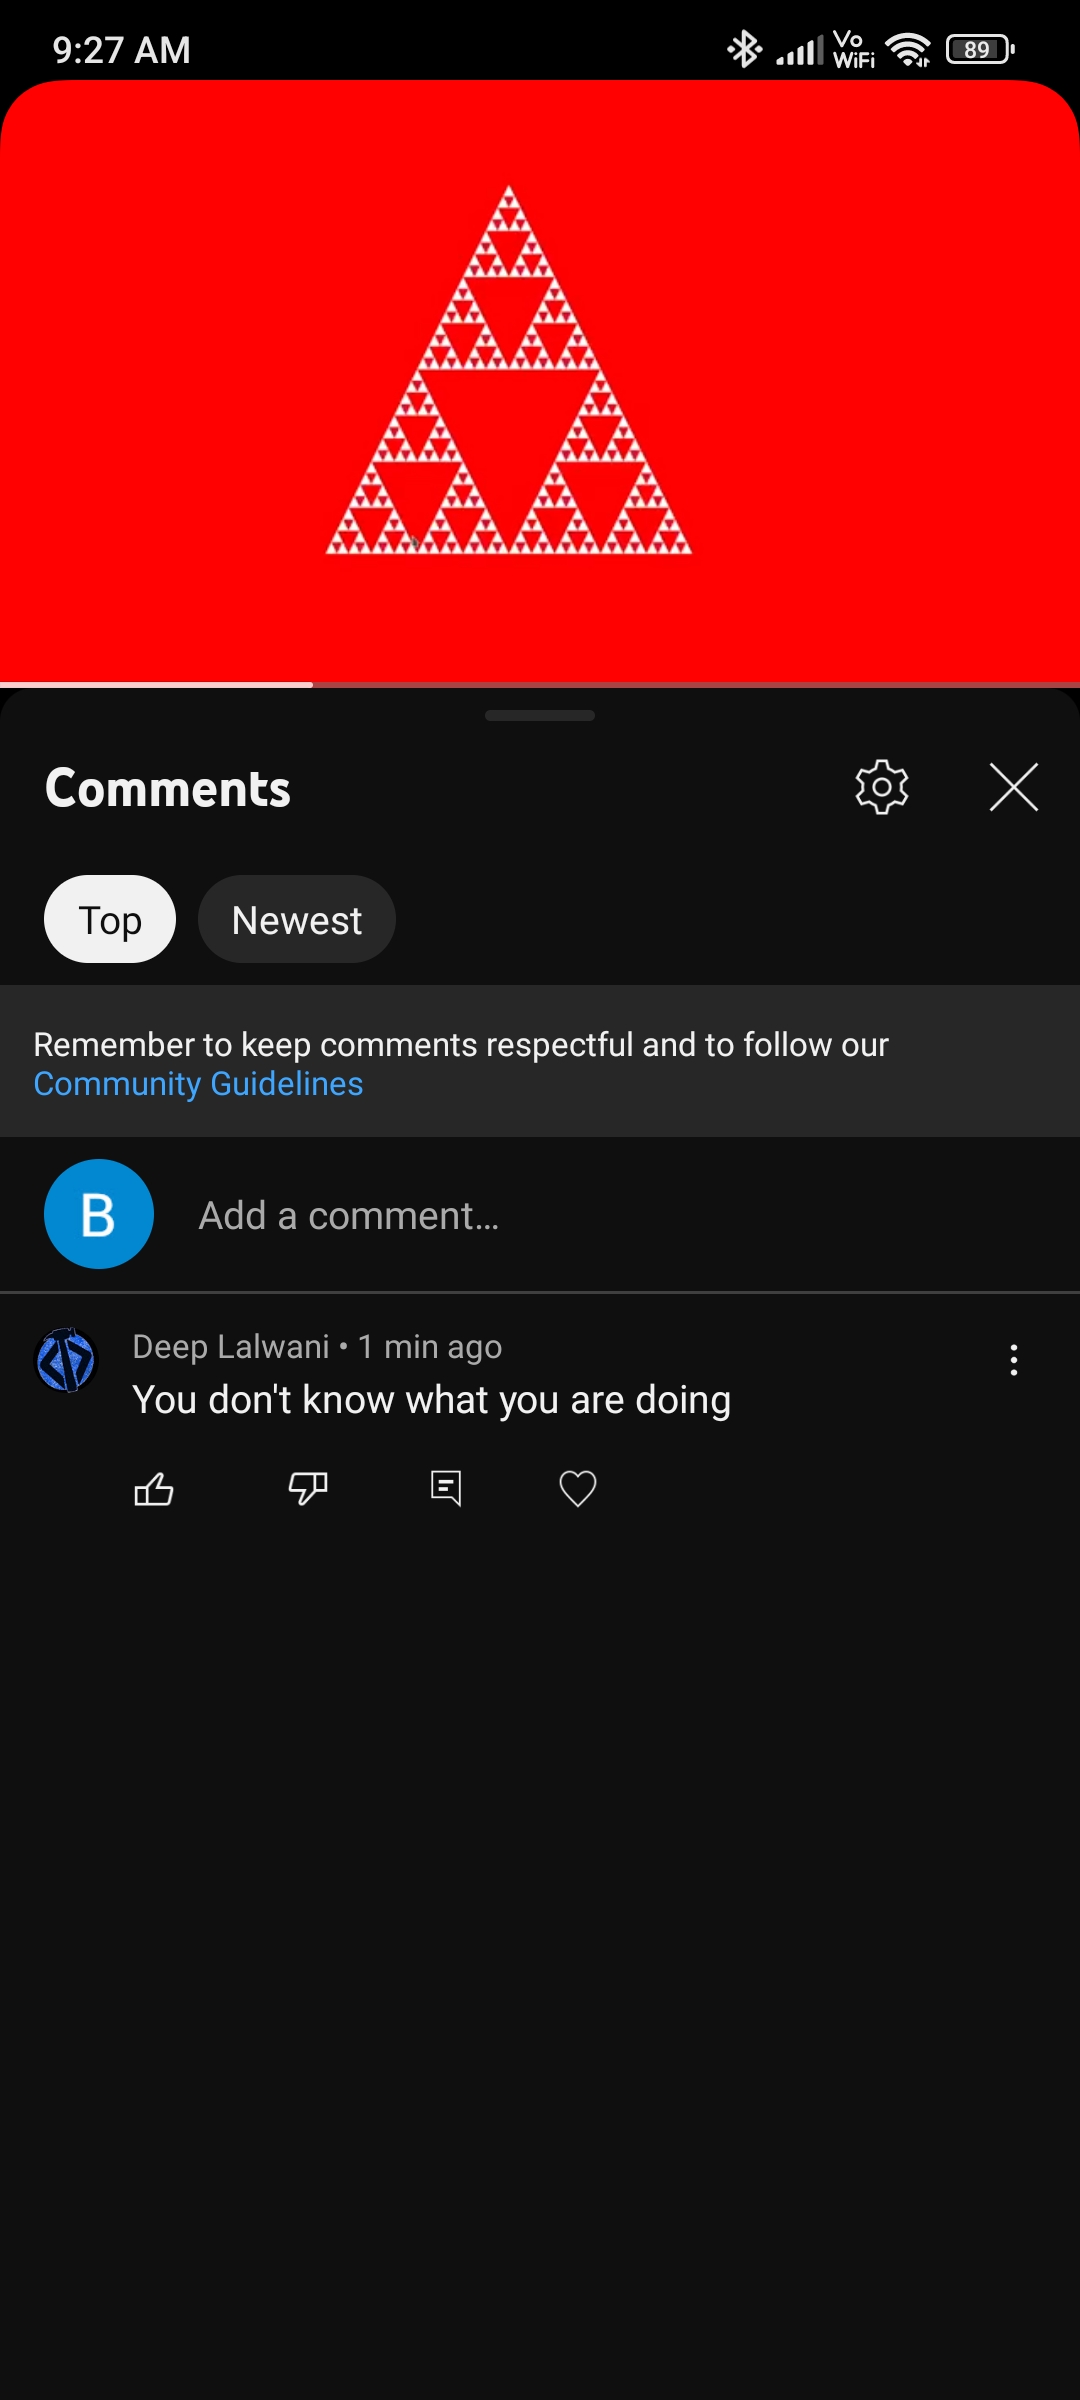 9:27 AM
Vo
WiFi
89
Comments
Top
Newest
Remember to keep comments respectful and to follow our
Community Guidelines
B
Add a comment...
Deep Lalwani • 1 min ago
You don't know what you are doing